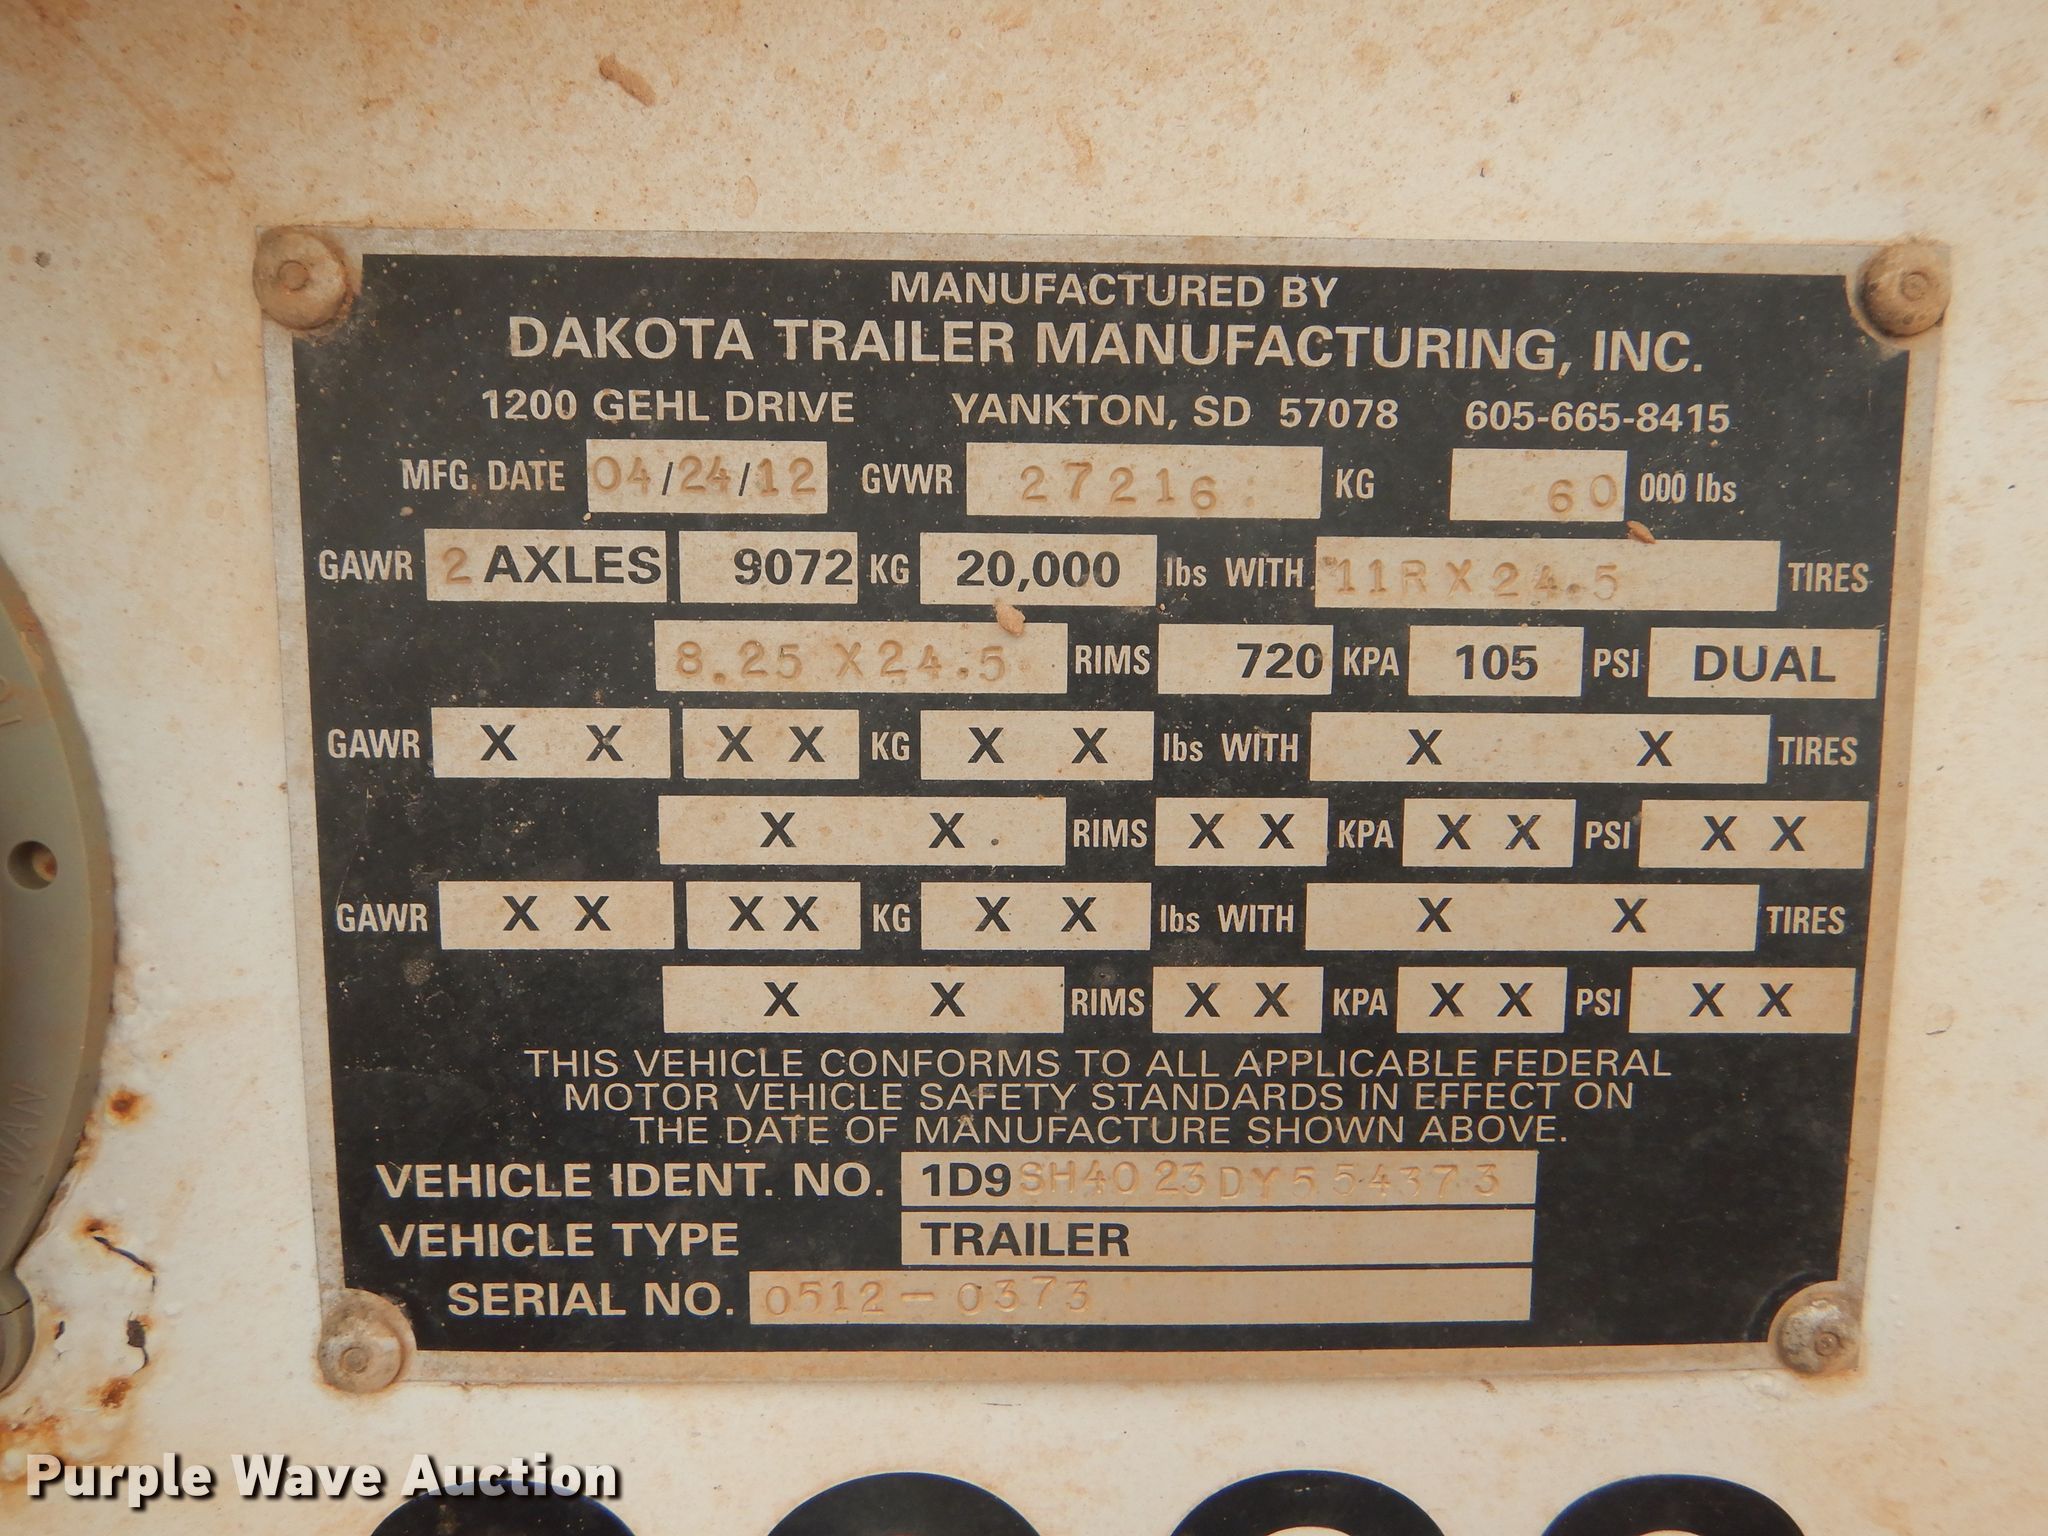 MANUFACTURED BY
DAKOTA TRAILER MANUFACTURING, INC.
1200 GEHL DRIVE YANKTON, SD 57078 605-665-8415
MFG. DATE 04/24/12 GVWR 27216 KG 60 000 lbs
GAWR 2 AXLES 9072 KG 20,000 lbs WITH 11RX24.5 TIRES
8.25 X24.5 RIMS 720 KPA 105 PSI DUAL
GAWR X X X X KG X X lbs WITH X X TIRES
X X RIMS X X KPA X X PSI X X
GAWR X X X X KG X X lbs WITH X X TIRES
X X RIMS X X KPA X X PSI X X
THIS VEHICLE CONFORMS TO ALL APPLICABLE FEDERAL
MOTOR VEHICLE SAFETY STANDARDS IN EFFECT ON
THE DATE OF MANUFACTURE SHOWN ABOVE.
VEHICLE IDENT. NO. 1D9SH4023DY554373
VEHICLE TYPE TRAILER
SERIAL NO. 0512-0373
Purple Wave Auction